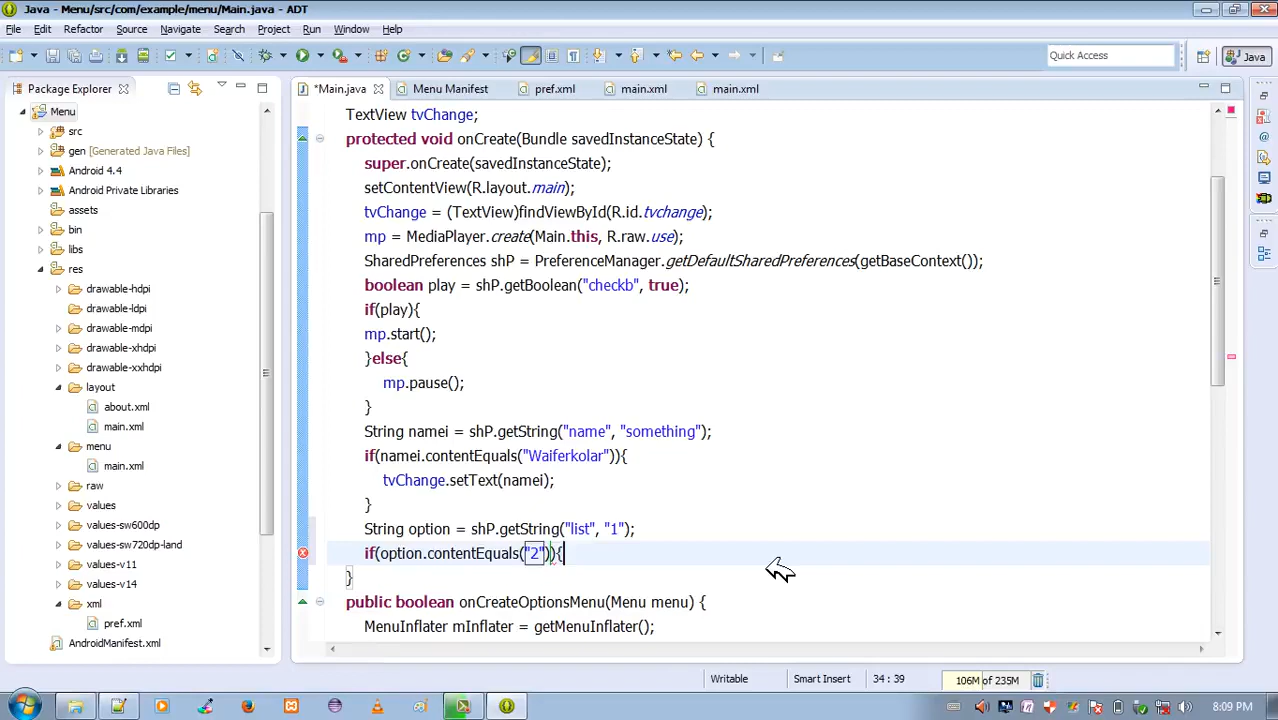 Java - Menu/src/com/example/menu/Main.java - ADT
File Edit Refactor Source Navigate Search Project Run Window Help
Quick Access
Java
Package Explorer
*Main.java
Menu Manifest
pref.xml
main.xml
main.xml
Menu
src
gen [Generated Java Files]
Android 4.4
Android Private Libraries
assets
bin
libs
res
drawable-hdpi
drawable-ldpi
drawable-mdpi
drawable-xhdpi
drawable-xxhdpi
layout
about.xml
main.xml
menu
main.xml
raw
values
values-sw600dp
values-sw720dp-land
values-v11
values-v14
xml
pref.xml
AndroidManifest.xml
TextView tvChange;
protected void onCreate(Bundle savedInstanceState) {
super.onCreate(savedInstanceState);
setContentView(R.layout.main);
tvChange = (TextView)findViewById(R.id.tvchange);
mp = MediaPlayer.create(Main.this, R.raw.use);
SharedPreferences shP = PreferenceManager.getDefaultSharedPreferences(getBaseContext());
boolean play = shP.getBoolean("checkb", true);
if(play){
mp.start();
}else{
mp.pause();
}
String namei = shP.getString("name", "something");
if(namei.contentEquals("Waiferkolar")){
tvChange.setText(namei);
}
String option = shP.getString("list", "1");
if(option.contentEquals("2")){
}
public boolean onCreateOptionsMenu(Menu menu) {
MenuInflater mInflater = getMenuInflater();
Writable
Smart Insert
34 : 39
106M of 235M
8:09 PM